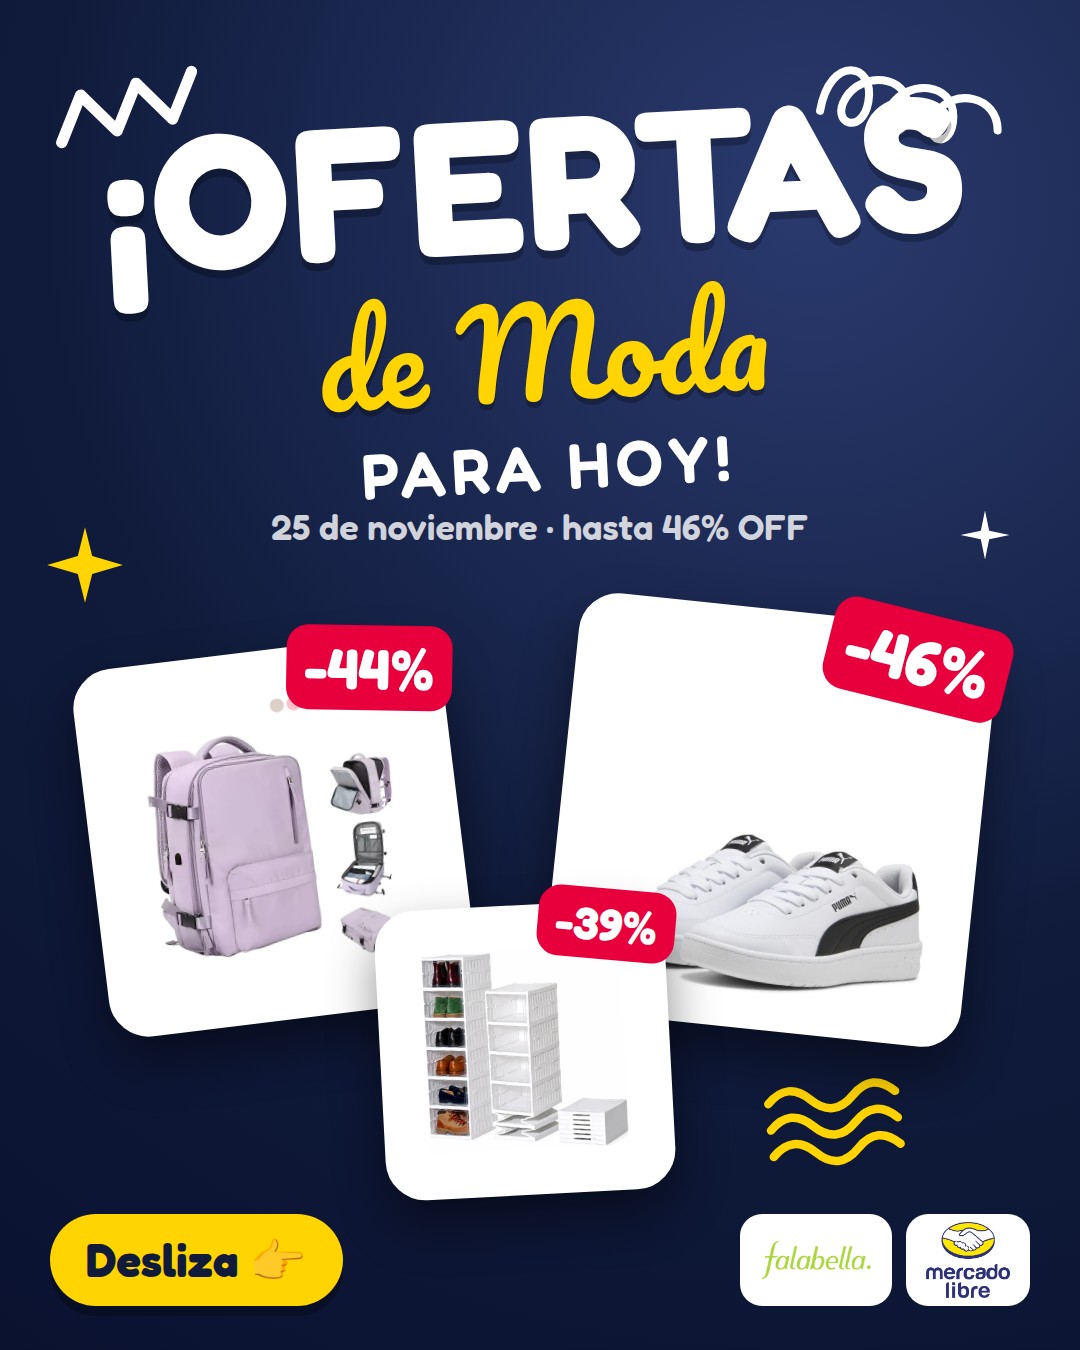 ¡OFERTAS
de Moda
PARA HOY!
25 de noviembre · hasta 46% OFF
-44%
-46%
-39%
PUMA
Desliza 👉
falabella.
mercado
libre